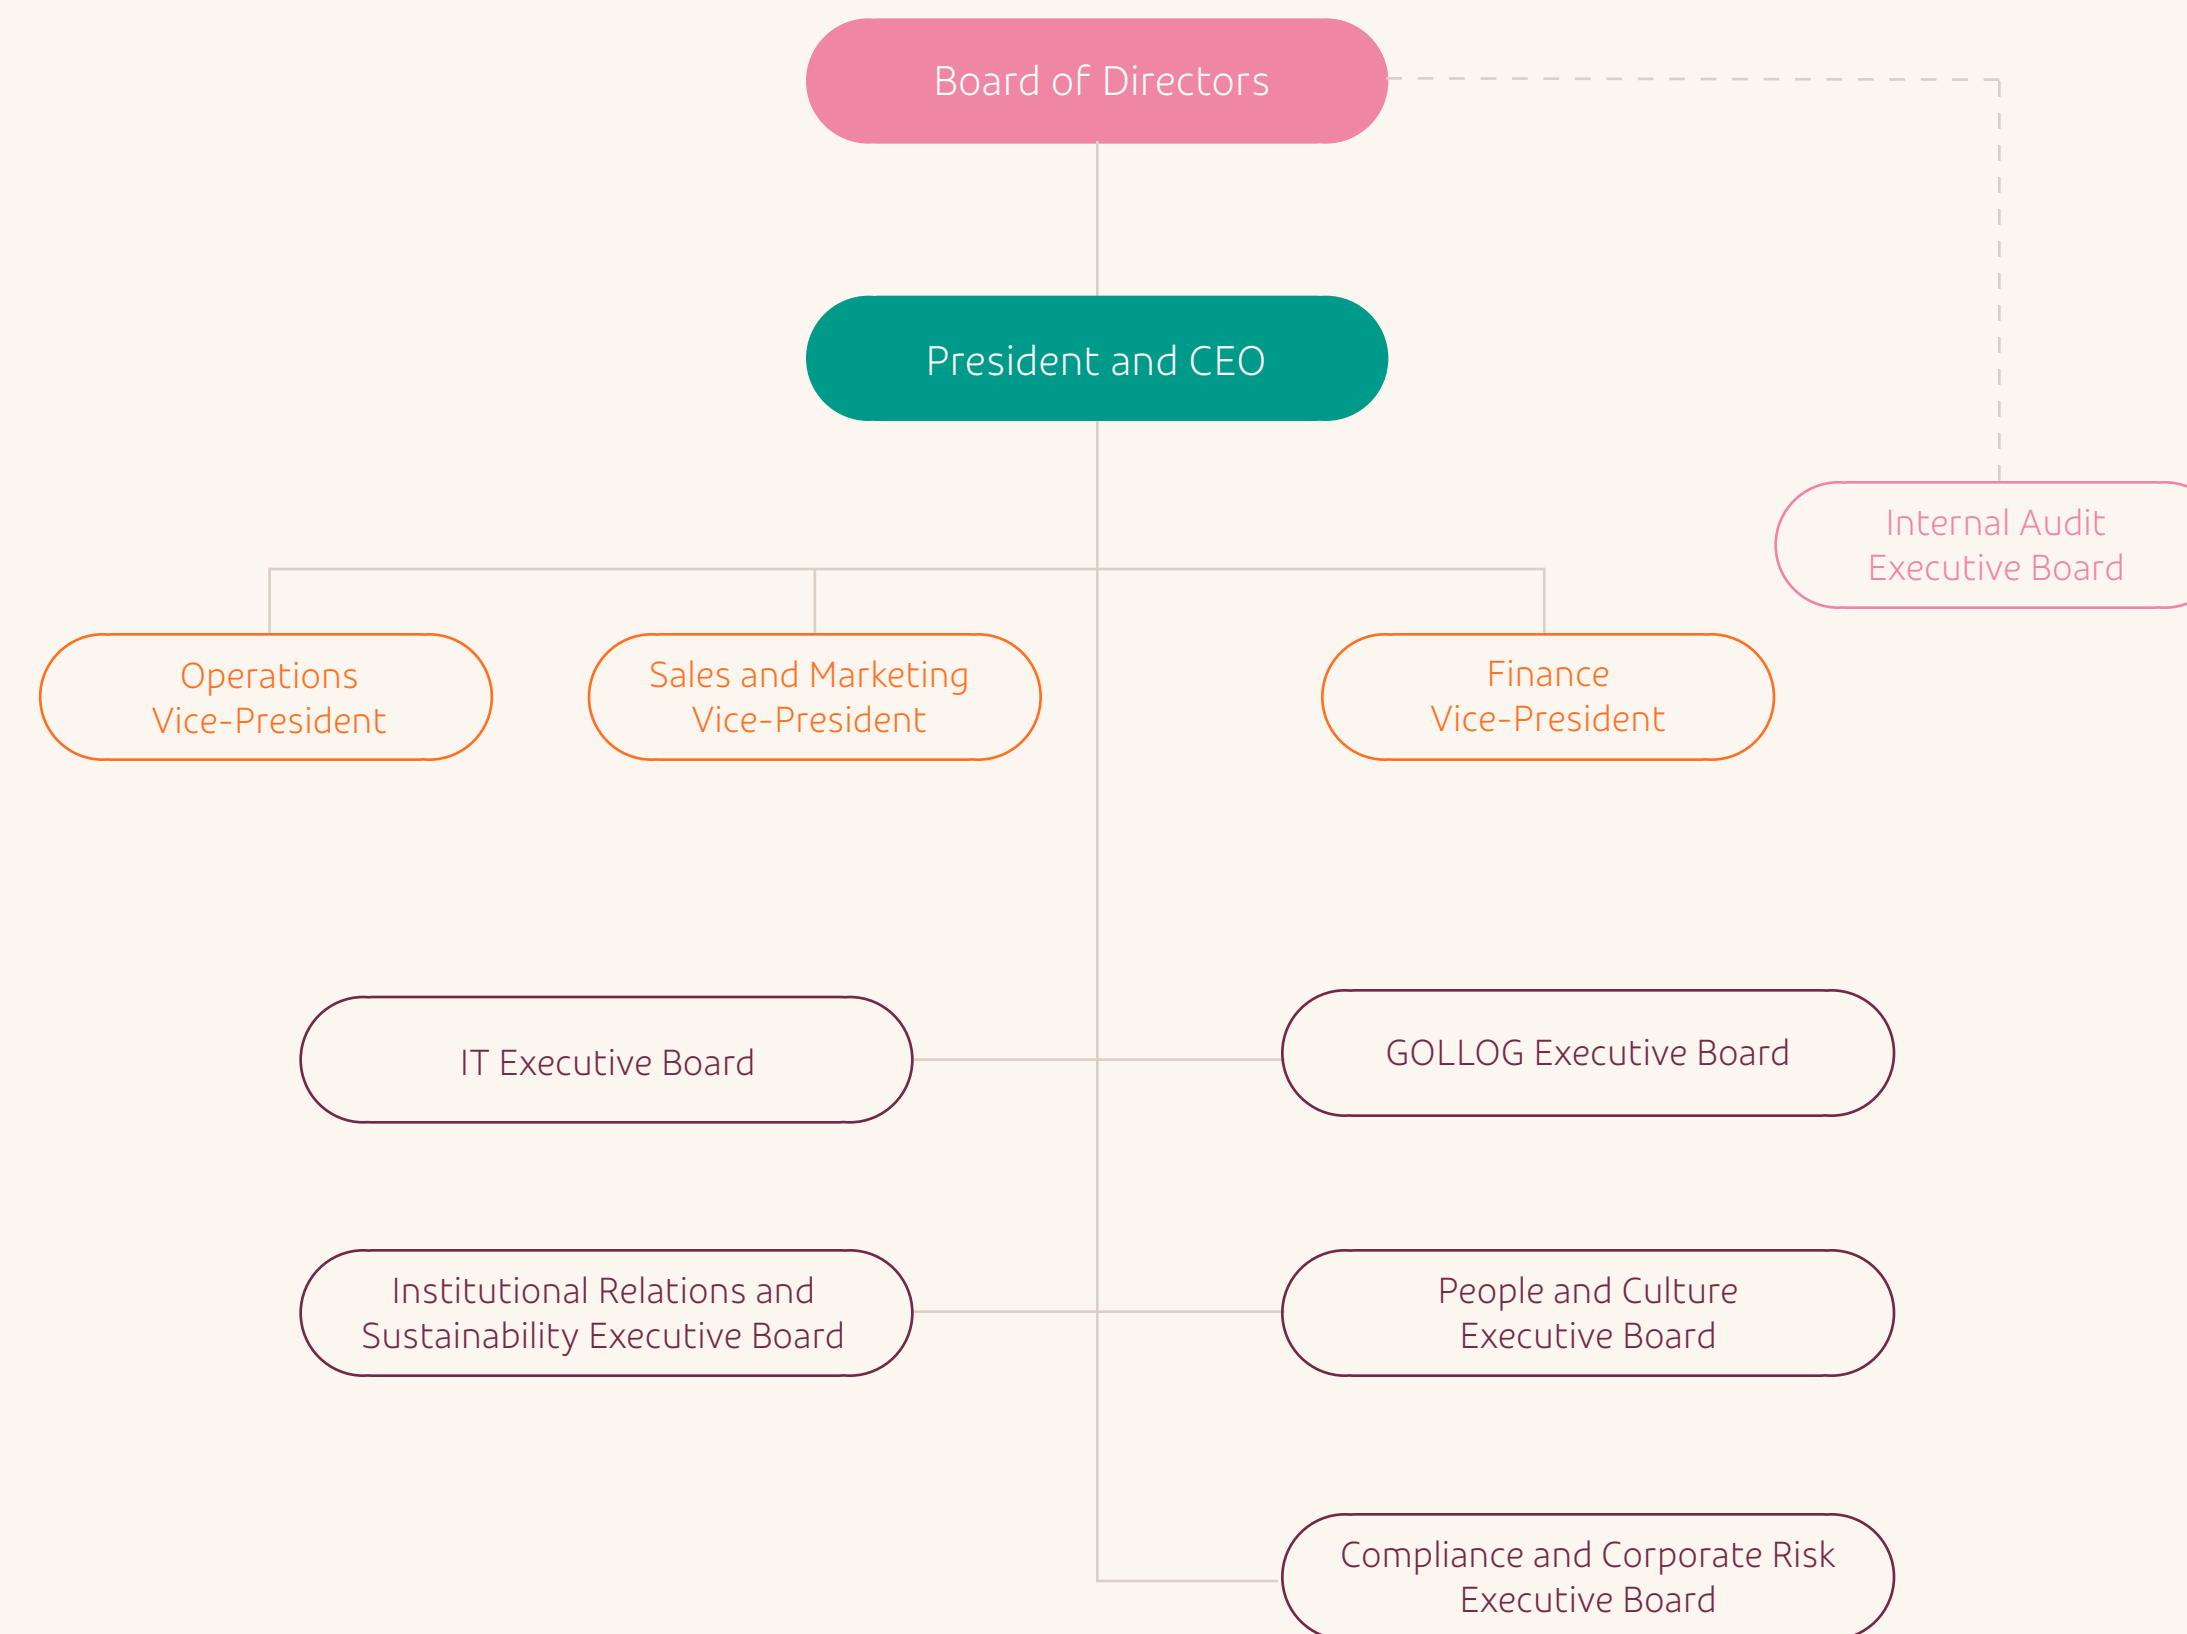 Board of Directors
President and CEO
Internal Audit
Executive Board
Operations
Vice-President
Sales and Marketing
Vice-President
Finance
Vice-President
IT Executive Board
GOLLOG Executive Board
Institutional Relations and
Sustainability Executive Board
People and Culture
Executive Board
Compliance and Corporate Risk
Executive Board